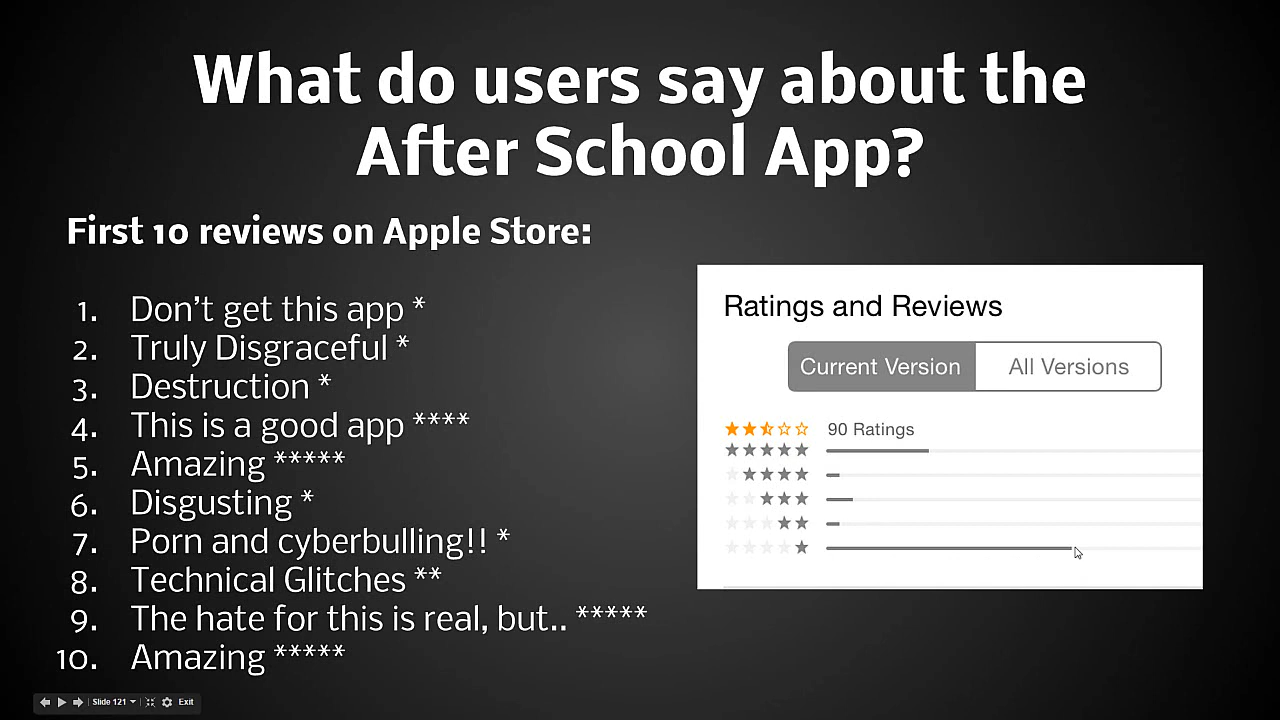 What do users say about the
After School App?
First 10 reviews on Apple Store:
1. Don't get this app *
2. Truly Disgraceful *
3. Destruction *
4. This is a good app ****
5. Amazing *****
6. Disgusting *
7. Porn and cyberbulling!! *
8. Technical Glitches **
9. The hate for this is real, but.. *****
10. Amazing *****
Ratings and Reviews
Current Version All Versions
90 Ratings
Slide 121 Exit